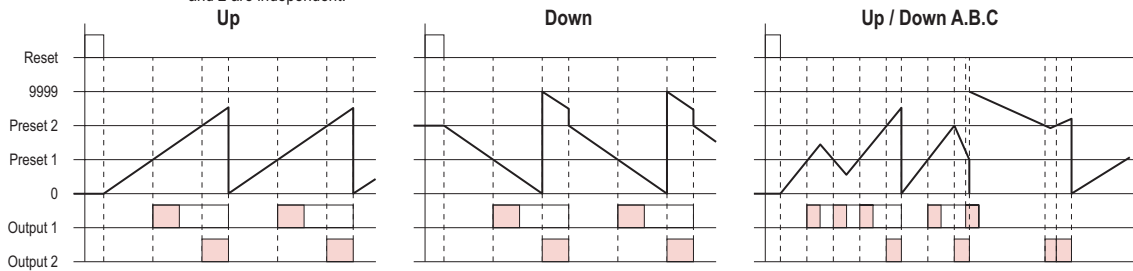 and 2 are independent.
Up
Down
Up / Down A.B.C
Reset
9999
Preset 2
Preset 1
0
Output 1
Output 2